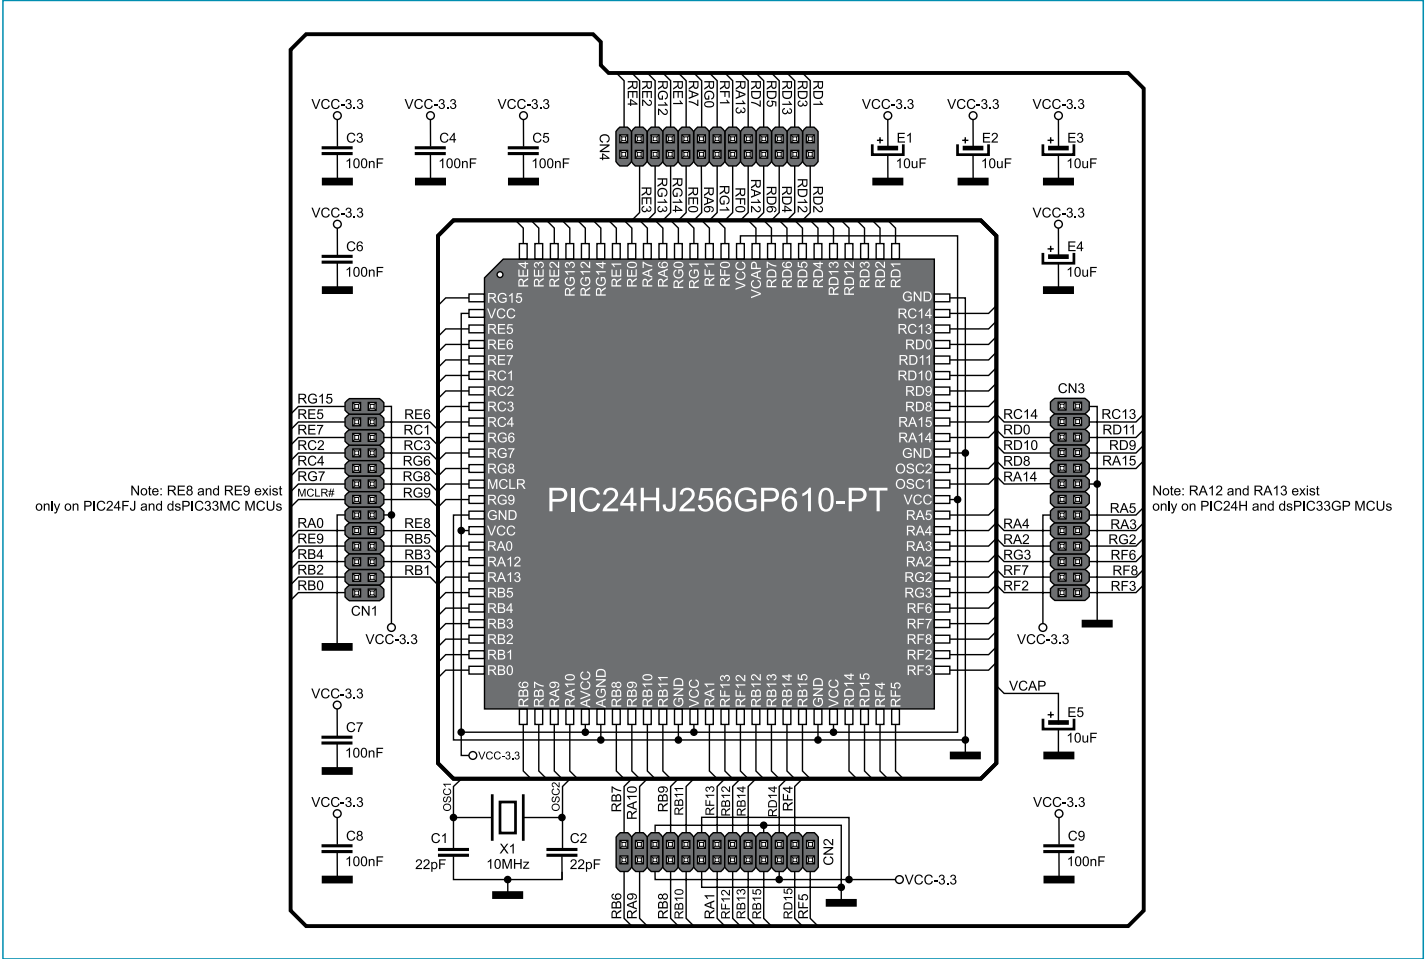 RE4 RE2 RG12 RE1 RA7 RG0 RF1 RA13 RD7 RD5 RD13 RD3 RD1
CN4
RE3 RG13 RG14 RE0 RA6 RG1 RF0 RA12 RD6 RD4 RD12 RD2
VCC-3.3 VCC-3.3 VCC-3.3
C3 C4 C5
100nF 100nF 100nF
VCC-3.3 VCC-3.3 VCC-3.3
+ E1 + E2 + E3
10uF 10uF 10uF
VCC-3.3
C6
100nF
VCC-3.3
+ E4
10uF
RE4 RE3 RE2 RG13 RG12 RG14 RE1 RE0 RA7 RA6 RG0 RG1 RF1 RF0 VCC VCAP RD7 RD6 RD5 RD4 RD13 RD12 RD3 RD2 RD1
RG15
VCC
RE5
RE6
RE7
RC1
RC2
RC3
RC4
RG6
RG7
RG8
MCLR
RG9
GND
VCC
RA0
RA12
RA13
RB5
RB4
RB3
RB2
RB1
RB0
PIC24HJ256GP610-PT
GND
RC14
RC13
RD0
RD11
RD10
RD9
RD8
RA15
RA14
GND
OSC2
OSC1
VCC
RA5
RA4
RA3
RA2
RG2
RG3
RF6
RF7
RF8
RF2
RF3
RB6 RB7 RA9 RA10 AVCC AGND RB8 RB9 RB10 RB11 GND VCC RA1 RF13 RF12 RB12 RB13 RB14 RB15 GND VCC RD14 RD15 RF4 RF5
VCC-3.3
RG15
RE5 RE6
RE7 RC1
RC2 RC3
RC4 RG6
RG7 RG8
MCLR# RG9
RA0 RE8
RE9 RB5
RB4 RB3
RB2 RB1
RB0
CN1
VCC-3.3
Note: RE8 and RE9 exist
only on PIC24FJ and dsPIC33MC MCUs
CN3
RC14 RC13
RD0 RD11
RD10 RD9
RD8 RA15
RA14
RA5
RA4 RA3
RA2 RG2
RG3 RF6
RF7 RF8
RF2 RF3
VCC-3.3
Note: RA12 and RA13 exist
only on PIC24H and dsPIC33GP MCUs
VCC-3.3
C7
100nF
VCAP
+ E5
10uF
VCC-3.3
C8
100nF
OSC1 OSC2
C1 C2
22pF 22pF
X1
10MHz
RB7 RA10 RB9 RB11 RF13 RB12 RB14 RD14 RF4
CN2
RB6 RA9 RB8 RB10 RA1 RF12 RB13 RB15 RD15 RF5
VCC-3.3
VCC-3.3
C9
100nF